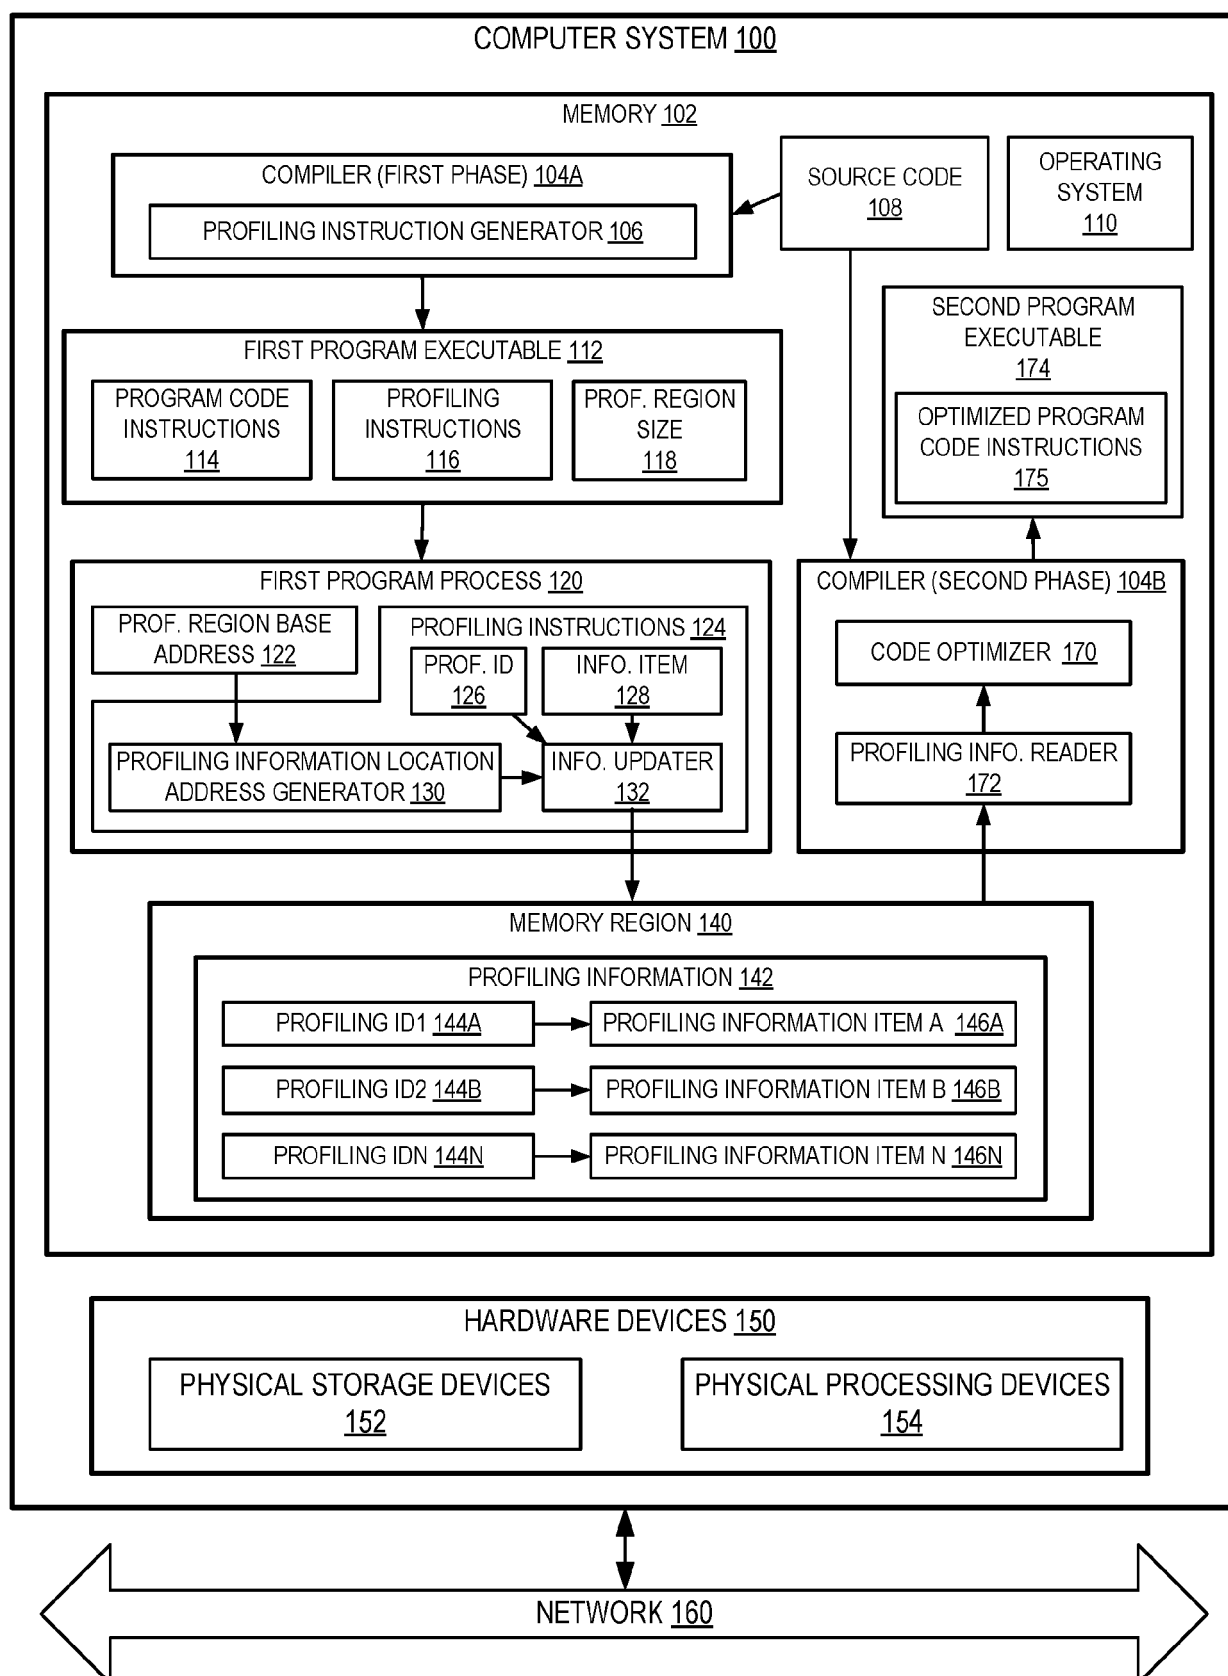 COMPUTER SYSTEM 100
MEMORY 102
COMPILER (FIRST PHASE) 104A
PROFILING INSTRUCTION GENERATOR 106
SOURCE CODE
108
OPERATING
SYSTEM
110
FIRST PROGRAM EXECUTABLE 112
PROGRAM CODE
INSTRUCTIONS
114
PROFILING
INSTRUCTIONS
116
PROF. REGION
SIZE
118
SECOND PROGRAM
EXECUTABLE
174
OPTIMIZED PROGRAM
CODE INSTRUCTIONS
175
FIRST PROGRAM PROCESS 120
PROF. REGION BASE
ADDRESS 122
PROFILING INSTRUCTIONS 124
PROF. ID
126
INFO. ITEM
128
PROFILING INFORMATION LOCATION
ADDRESS GENERATOR 130
INFO. UPDATER
132
COMPILER (SECOND PHASE) 104B
CODE OPTIMIZER 170
PROFILING INFO. READER
172
MEMORY REGION 140
PROFILING INFORMATION 142
PROFILING ID1 144A
PROFILING INFORMATION ITEM A 146A
PROFILING ID2 144B
PROFILING INFORMATION ITEM B 146B
PROFILING IDN 144N
PROFILING INFORMATION ITEM N 146N
HARDWARE DEVICES 150
PHYSICAL STORAGE DEVICES
152
PHYSICAL PROCESSING DEVICES
154
NETWORK 160